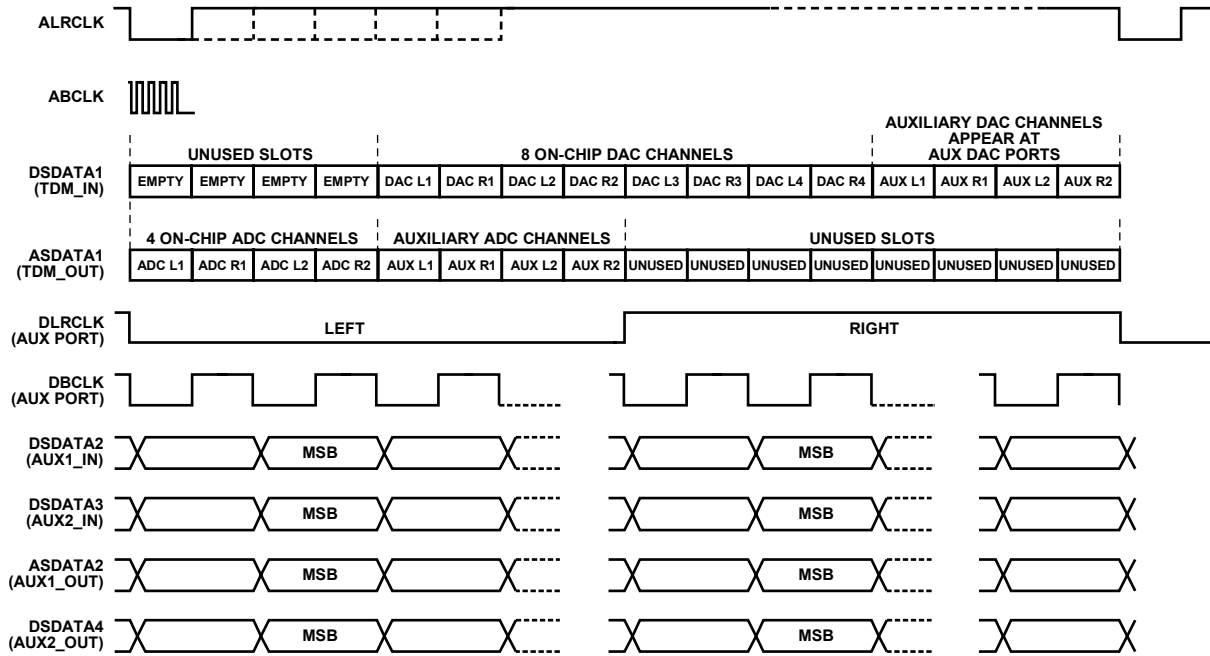 ALRCLK
ABCLK
AUXILIARY DAC CHANNELS
APPEAR AT
AUX DAC PORTS
UNUSED SLOTS
8 ON-CHIP DAC CHANNELS
DSDATA1
(TDM_IN)
EMPTY EMPTY EMPTY EMPTY DAC L1 DAC R1 DAC L2 DAC R2 DAC L3 DAC R3 DAC L4 DAC R4 AUX L1 AUX R1 AUX L2 AUX R2
4 ON-CHIP ADC CHANNELS
AUXILIARY ADC CHANNELS
UNUSED SLOTS
ASDATA1
(TDM_OUT)
ADC L1 ADC R1 ADC L2 ADC R2 AUX L1 AUX R1 AUX L2 AUX R2 UNUSED UNUSED UNUSED UNUSED UNUSED UNUSED UNUSED UNUSED
DLRCLK
(AUX PORT)
LEFT
RIGHT
DBCLK
(AUX PORT)
DSDATA2
(AUX1_IN)
MSB
MSB
DSDATA3
(AUX2_IN)
MSB
MSB
ASDATA2
(AUX1_OUT)
MSB
MSB
DSDATA4
(AUX2_OUT)
MSB
MSB